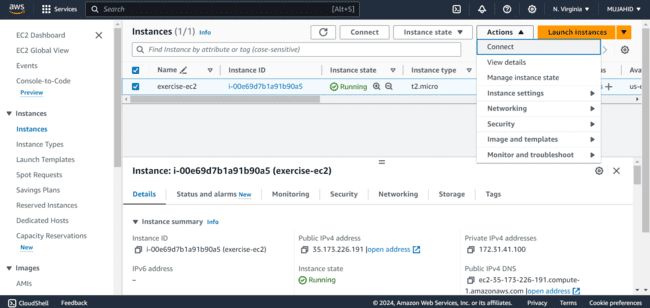 aws
Services
Search
[Alt+S]
N. Virginia
MUJAHID
EC2 Dashboard
EC2 Global View
Events
Console-to-Code
Preview
Instances
Instances
Instance Types
Launch Templates
Spot Requests
Savings Plans
Reserved Instances
Dedicated Hosts
Capacity Reservations
New
Images
AMIs
Instances (1/1) Info
Connect
Instance state
Actions
Launch instances
Find Instance by attribute or tag (case-sensitive)
Name
Instance ID
Instance state
Instance type
exercise-ec2
i-00e69d7b1a91b90a5
Running
t2.micro
Connect
View details
Manage instance state
Instance settings
Networking
Security
Image and templates
Monitor and troubleshoot
Instance: i-00e69d7b1a91b90a5 (exercise-ec2)
Details
Status and alarms New
Monitoring
Security
Networking
Storage
Tags
Instance summary Info
Instance ID
i-00e69d7b1a91b90a5 (exercise-ec2)
Public IPv4 address
35.173.226.191 |open address
Private IPv4 addresses
172.31.41.100
IPv6 address
–
Instance state
Running
Public IPv4 DNS
ec2-35-173-226-191.compute-
1.amazonaws.com |open address
CloudShell
Feedback
© 2024, Amazon Web Services, Inc. or its affiliates.
Privacy
Terms
Cookie preferences